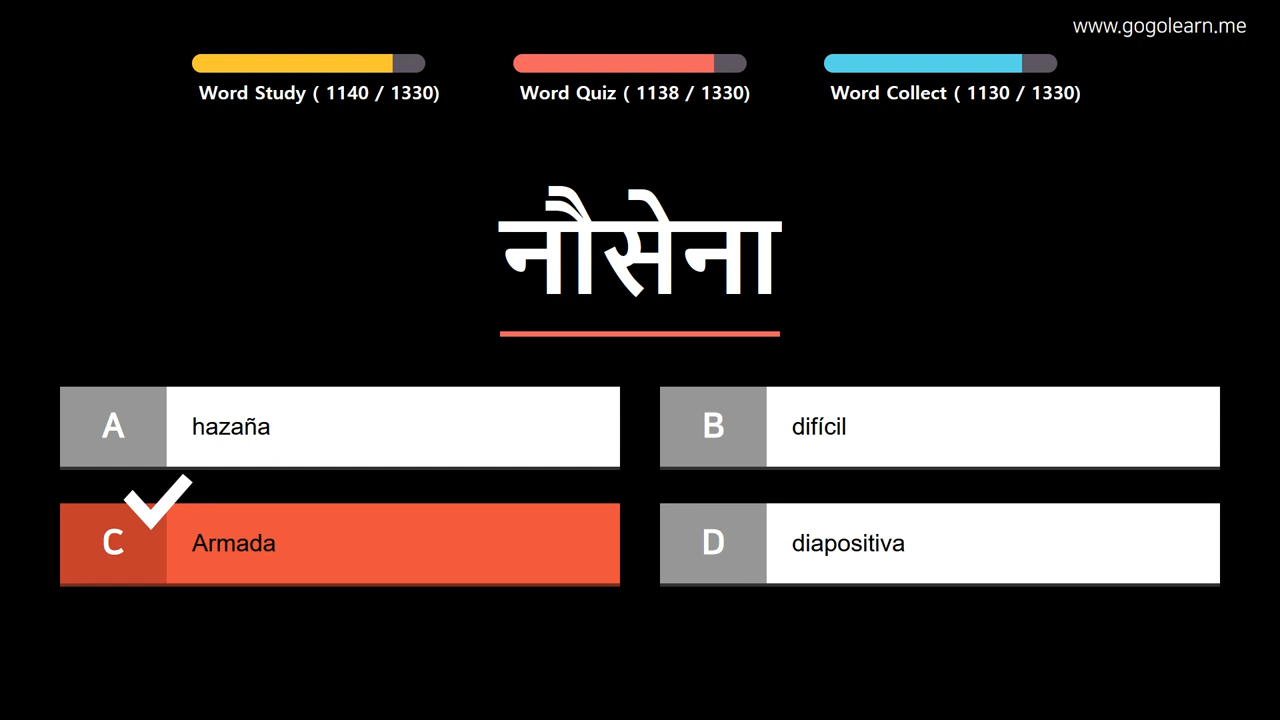 www.gogolearn.me
Word Study ( 1140 / 1330) Word Quiz ( 1138 / 1330) Word Collect ( 1130 / 1330)
नौसेना
A hazaña
B difícil
C Armada
D diapositiva